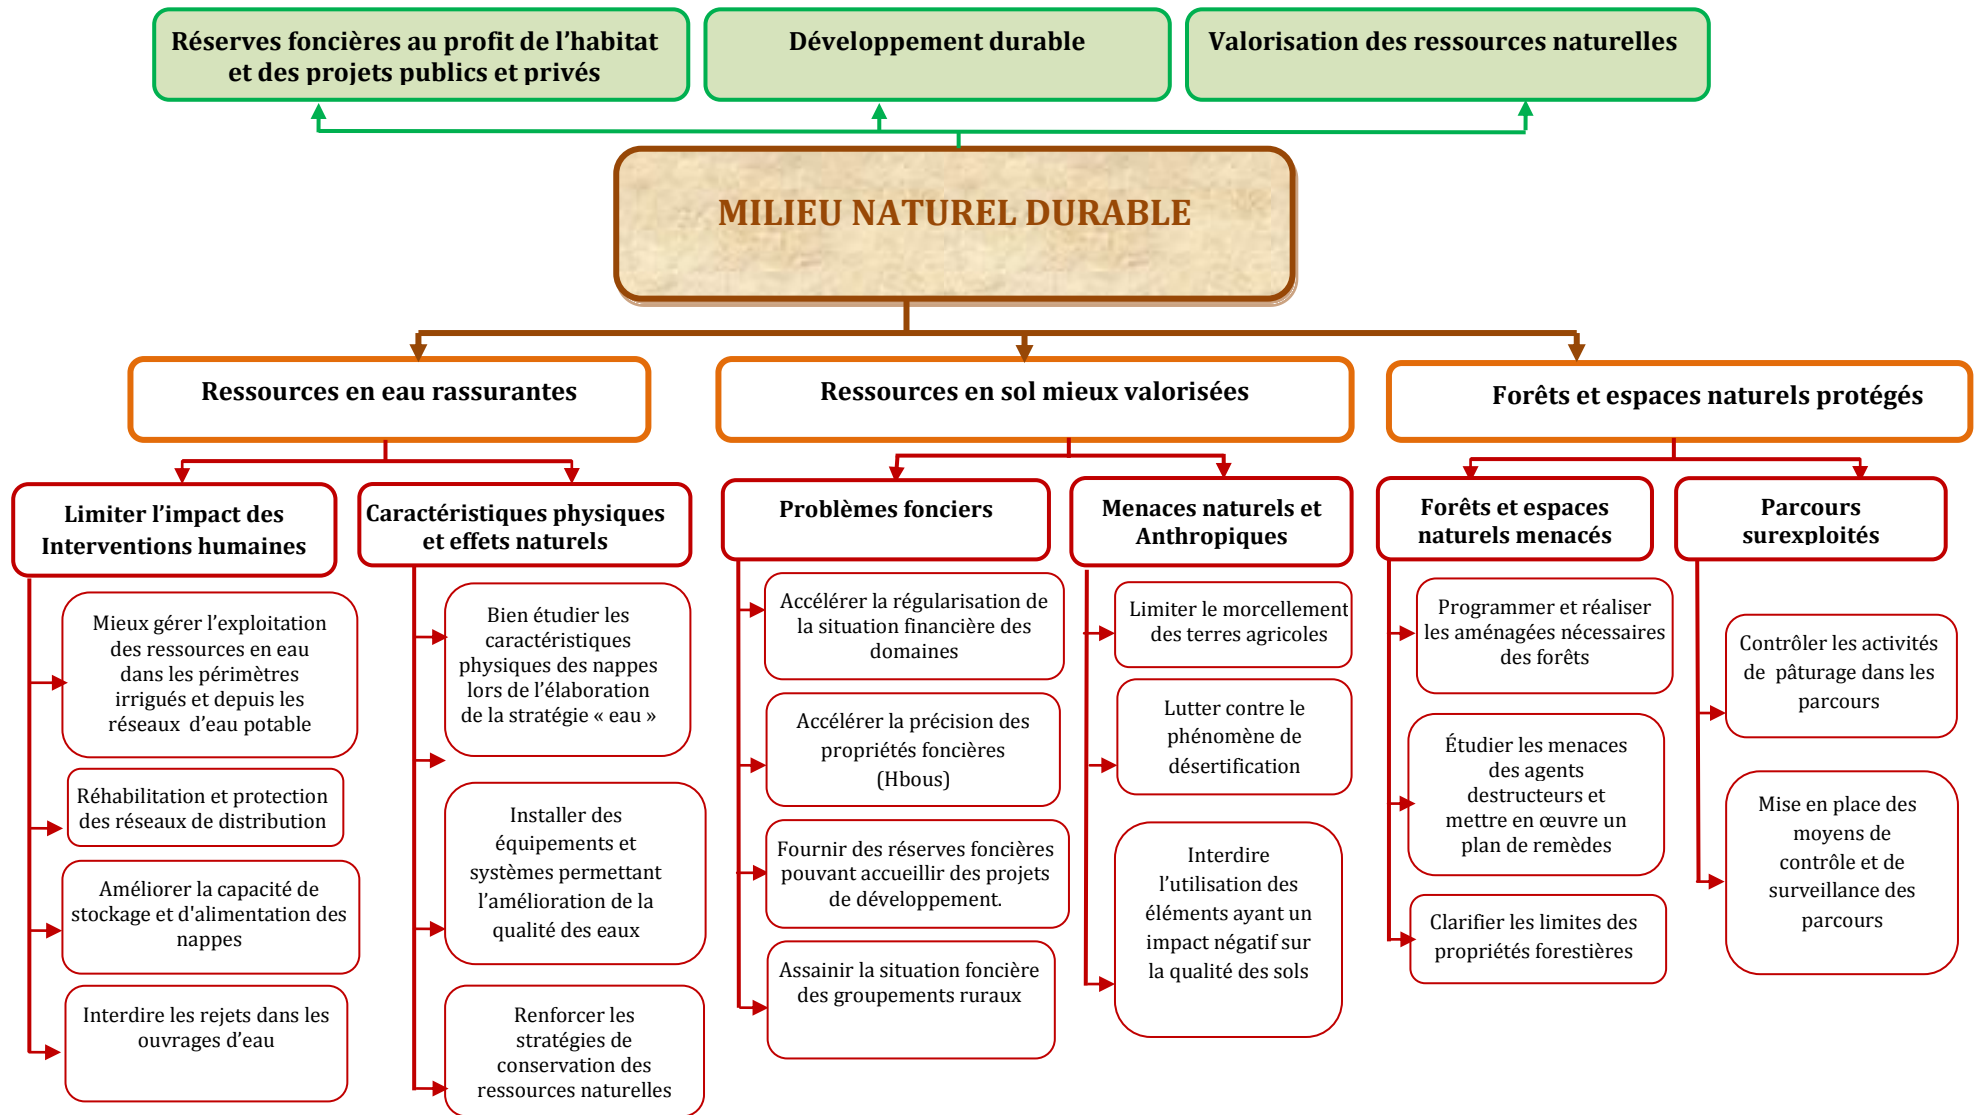 Réserves foncières au profit de l’habitat
et des projets publics et privés
Développement durable
Valorisation des ressources naturelles
MILIEU NATUREL DURABLE
Ressources en eau rassurantes
Ressources en sol mieux valorisées
Forêts et espaces naturels protégés
Limiter l’impact des
Interventions humaines
Caractéristiques physiques
et effets naturels
Problèmes fonciers
Menaces naturels et
Anthropiques
Forêts et espaces
naturels menacés
Parcours
surexploités
Mieux gérer l’exploitation
des ressources en eau
dans les périmètres
irrigués et depuis les
réseaux d’eau potable
Réhabilitation et protection
des réseaux de distribution
Améliorer la capacité de
stockage et d'alimentation des
nappes
Interdire les rejets dans les
ouvrages d’eau
Bien étudier les
caractéristiques
physiques des nappes
lors de l’élaboration
de la stratégie « eau »
Installer des
équipements et
systèmes permettant
l’amélioration de la
qualité des eaux
Renforcer les
stratégies de
conservation des
ressources naturelles
Accélérer la régularisation de
la situation financière des
domaines
Accélérer la précision des
propriétés foncières
(Hbous)
Fournir des réserves foncières
pouvant accueillir des projets
de développement.
Assainir la situation foncière
des groupements ruraux
Limiter le morcellement
des terres agricoles
Lutter contre le
phénomène de
désertification
Interdire
l’utilisation des
éléments ayant un
impact négatif sur
la qualité des sols
Programmer et réaliser
les aménagées nécessaires
des forêts
Étudier les menaces
des agents
destructeurs et
mettre en œuvre un
plan de remèdes
Clarifier les limites des
propriétés forestières
Contrôler les activités
de pâturage dans les
parcours
Mise en place des
moyens de
contrôle et de
surveillance des
parcours